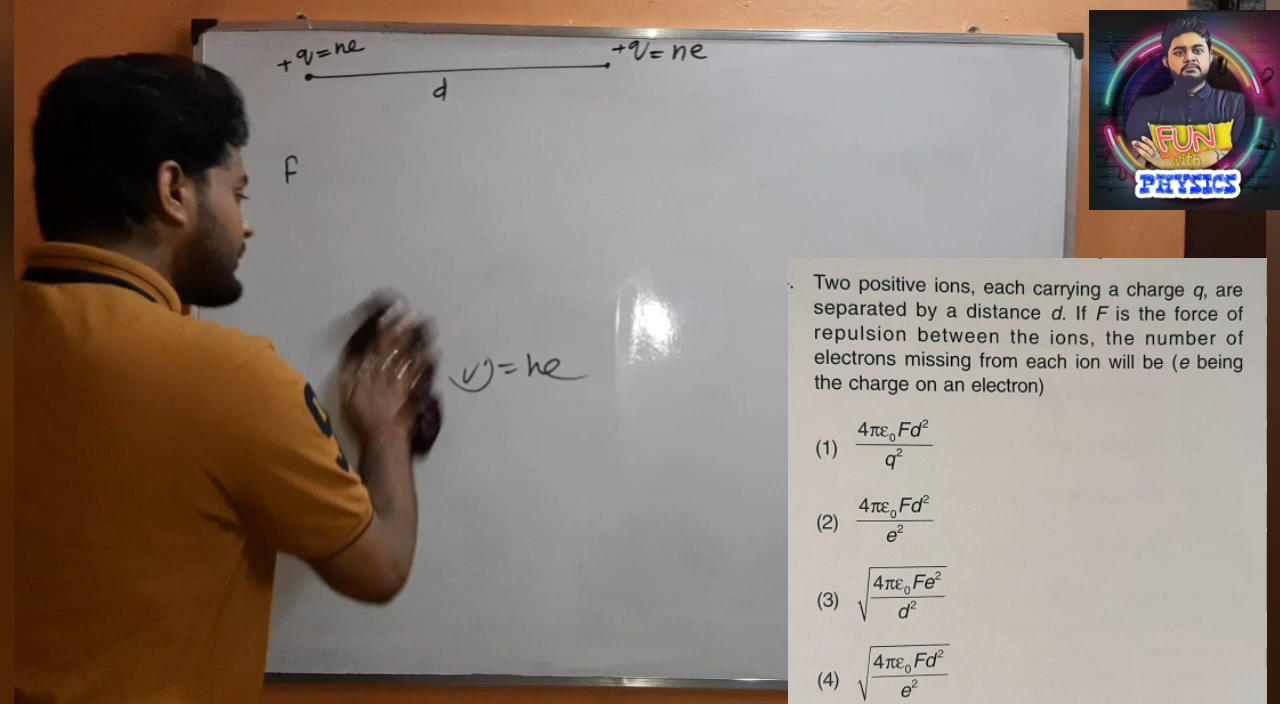 +q=ne
+q=ne
d
F
=ne
FUN
with
PHYSICS
Two positive ions, each carrying a charge q, are
separated by a distance d. If F is the force of
repulsion between the ions, the number of
electrons missing from each ion will be (e being
the charge on an electron)
(1) 4πε₀Fd²
q²
(2) 4πε₀Fd²
e²
(3) √4πε₀Fe²
d²
(4) √4πε₀Fd²
e²